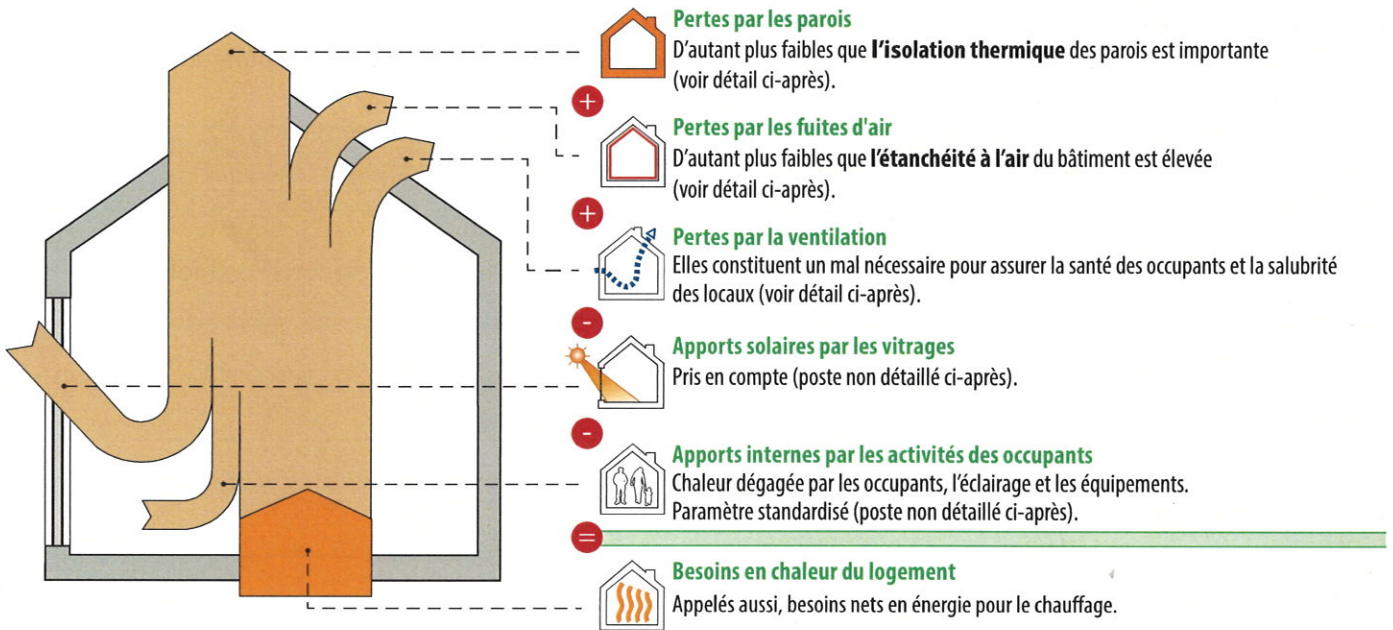 Pertes par les parois
D'autant plus faibles que l'isolation thermique des parois est importante
(voir détail ci-après).
+
Pertes par les fuites d'air
D'autant plus faibles que l'étanchéité à l'air du bâtiment est élevée
(voir détail ci-après).
+
Pertes par la ventilation
Elles constituent un mal nécessaire pour assurer la santé des occupants et la salubrité
des locaux (voir détail ci-après).
-
Apports solaires par les vitrages
Pris en compte (poste non détaillé ci-après).
-
Apports internes par les activités des occupants
Chaleur dégagée par les occupants, l'éclairage et les équipements.
Paramètre standardisé (poste non détaillé ci-après).
=
Besoins en chaleur du logement
Appelés aussi, besoins nets en énergie pour le chauffage.